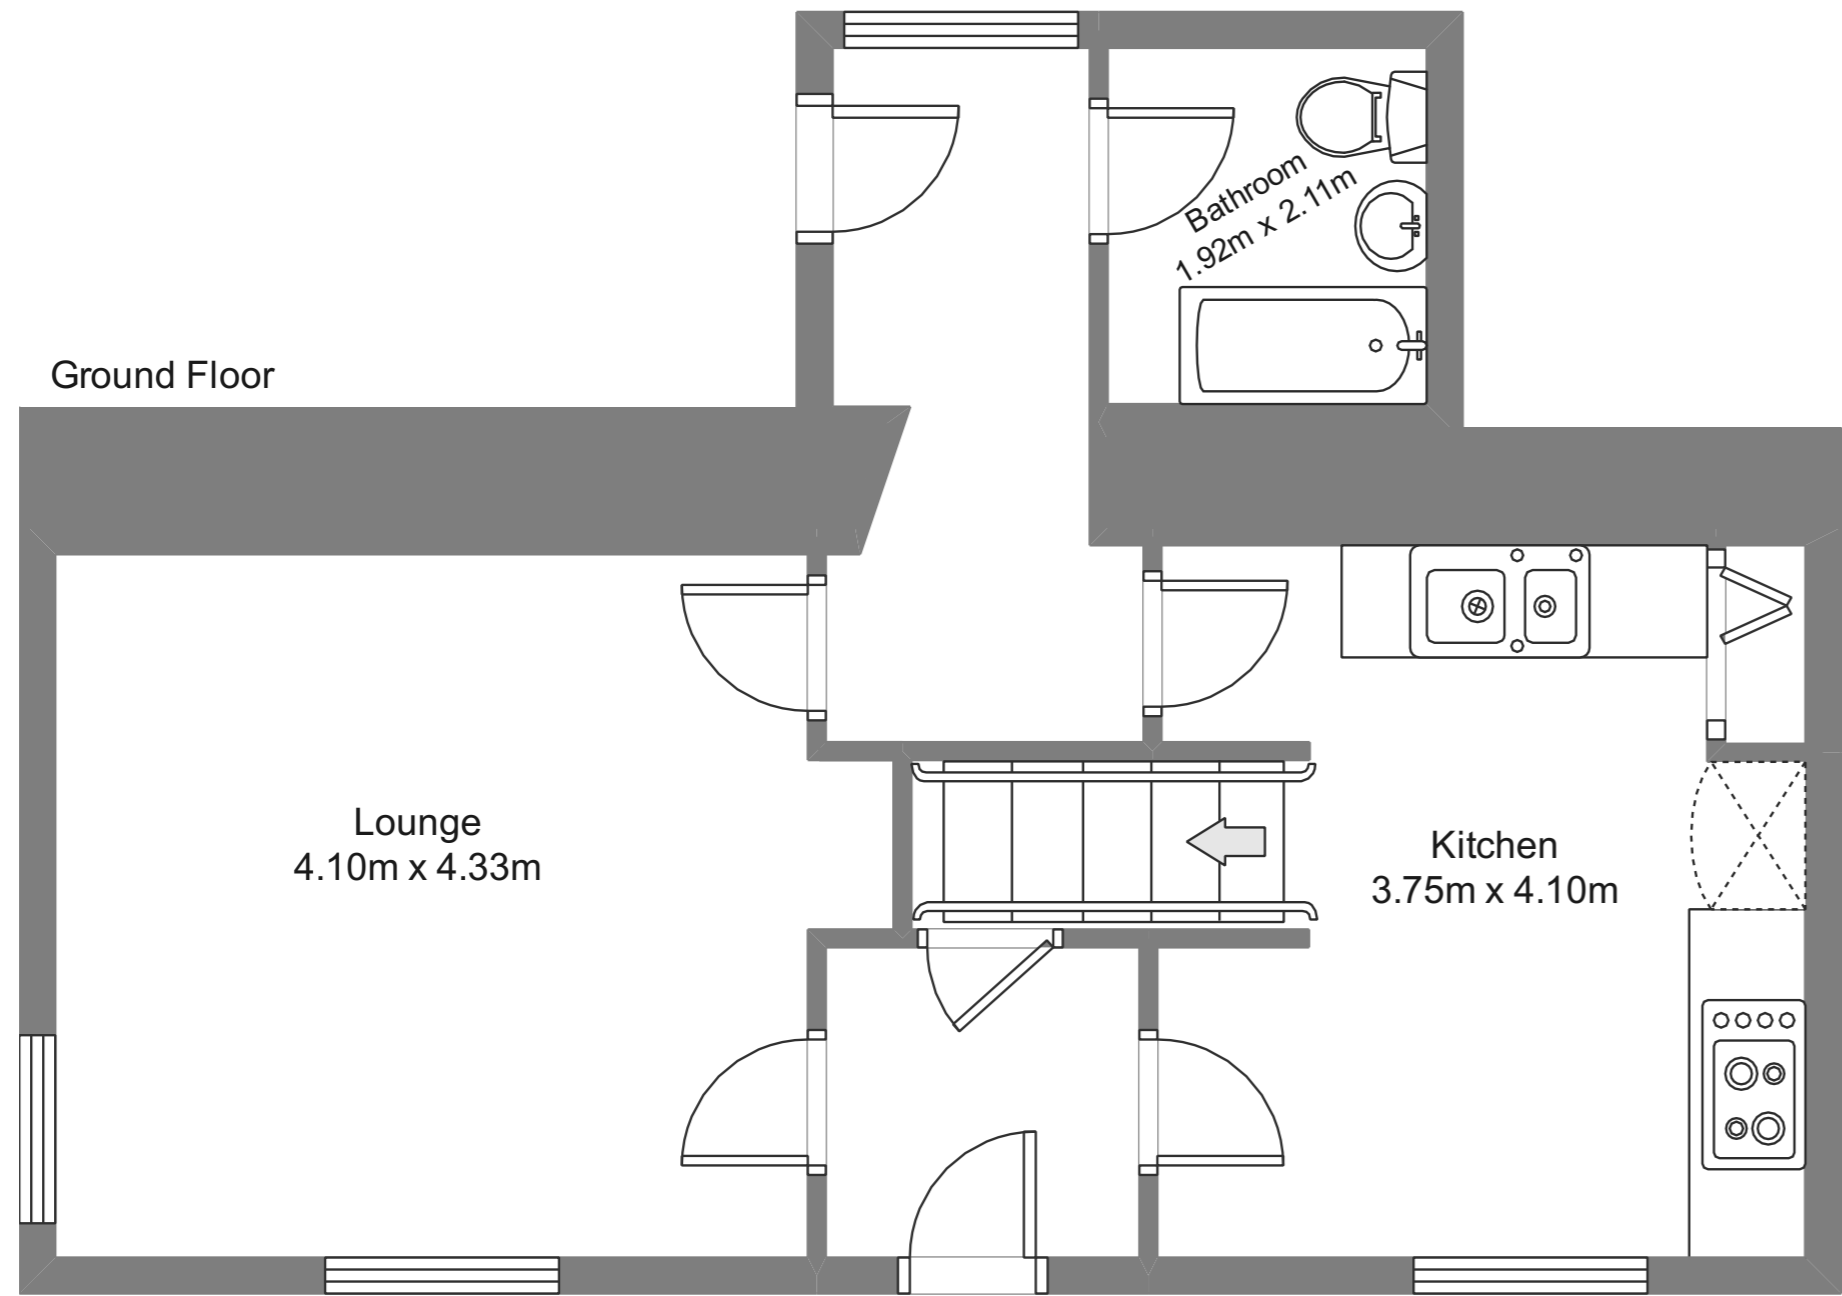 Bathroom
1.92m x 2.11m
Ground Floor
Lounge
4.10m x 4.33m
Kitchen
3.75m x 4.10m